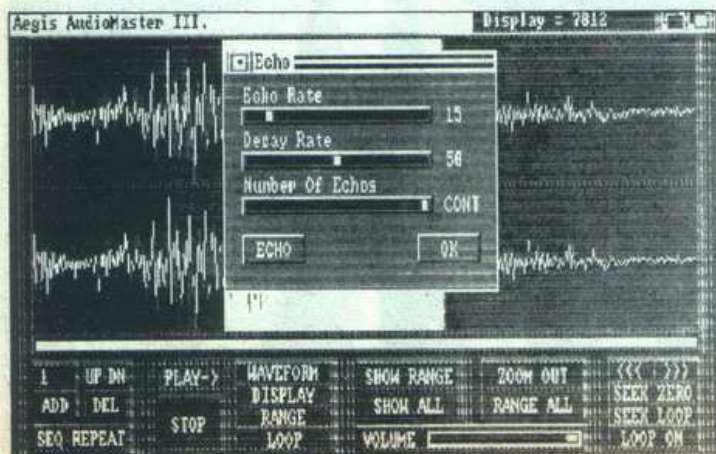 Aegis AudioMaster III.
Display = 7812
Echo
Echo Rate
15
Decay Rate
56
Number Of Echos
CONT
ECHO
OK
1 UP DN
ADD DEL
SEQ REPEAT
PLAY->
STOP
WAVEFORM
DISPLAY
RANGE
LOOP
SHOW RANGE
SHOW ALL
ZOOM OUT
RANGE ALL
VOLUME
<<< >>>
SEEK ZERO
SEEK LOOP
LOOP ON